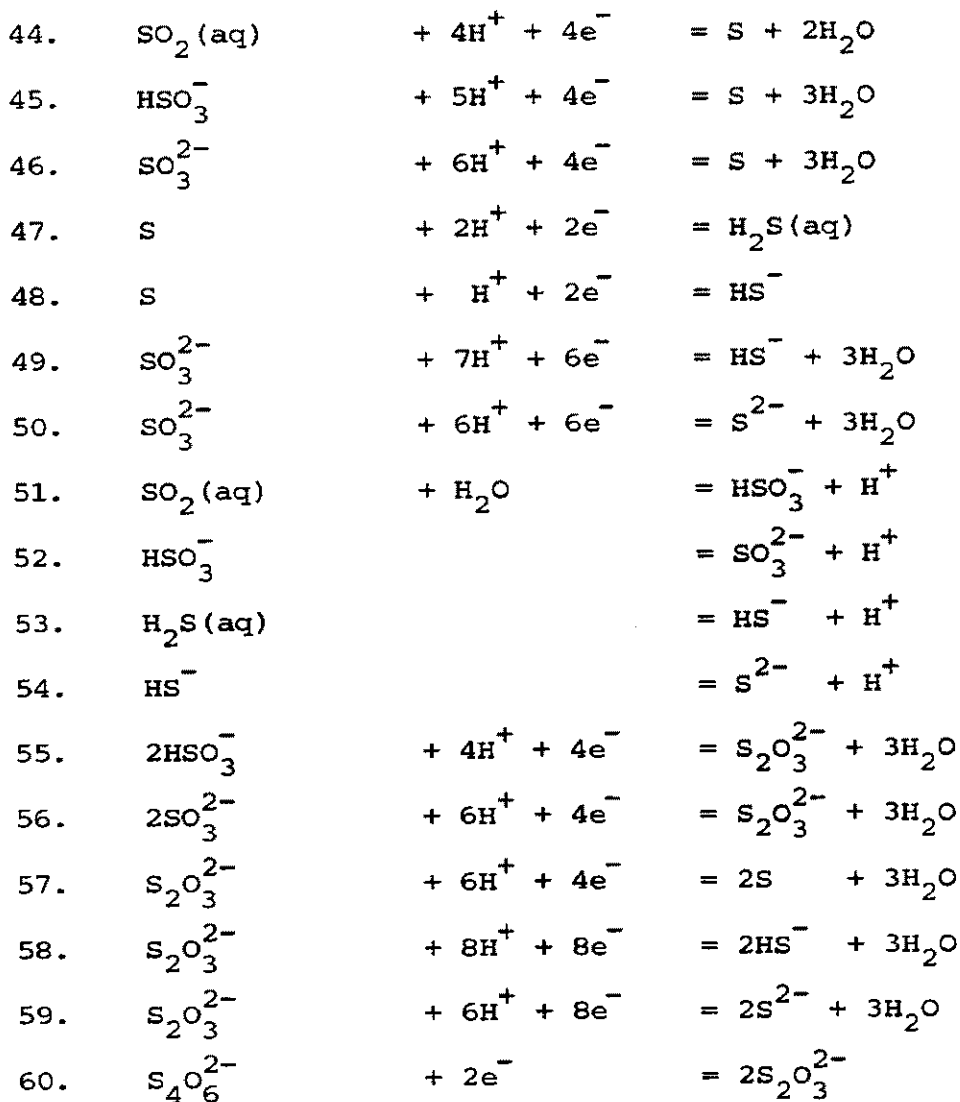 44. SO₂(aq) + 4H⁺ + 4e⁻ = S + 2H₂O
45. HSO₃⁻ + 5H⁺ + 4e⁻ = S + 3H₂O
46. SO₃²⁻ + 6H⁺ + 4e⁻ = S + 3H₂O
47. S + 2H⁺ + 2e⁻ = H₂S(aq)
48. S + H⁺ + 2e⁻ = HS⁻
49. SO₃²⁻ + 7H⁺ + 6e⁻ = HS⁻ + 3H₂O
50. SO₃²⁻ + 6H⁺ + 6e⁻ = S²⁻ + 3H₂O
51. SO₂(aq) + H₂O = HSO₃⁻ + H⁺
52. HSO₃⁻ = SO₃²⁻ + H⁺
53. H₂S(aq) = HS⁻ + H⁺
54. HS⁻ = S²⁻ + H⁺
55. 2HSO₃⁻ + 4H⁺ + 4e⁻ = S₂O₃²⁻ + 3H₂O
56. 2SO₃²⁻ + 6H⁺ + 4e⁻ = S₂O₃²⁻ + 3H₂O
57. S₂O₃²⁻ + 6H⁺ + 4e⁻ = 2S + 3H₂O
58. S₂O₃²⁻ + 8H⁺ + 8e⁻ = 2HS⁻ + 3H₂O
59. S₂O₃²⁻ + 6H⁺ + 8e⁻ = 2S²⁻ + 3H₂O
60. S₄O₆²⁻ + 2e⁻ = 2S₂O₃²⁻